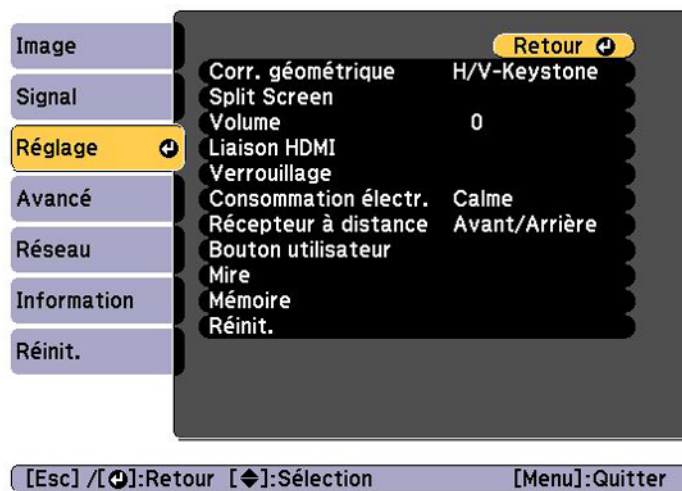 Image
Signal
Réglage
Avancé
Réseau
Information
Réinit.
Retour
Corr. géométrique H/V-Keystone
Split Screen
Volume 0
Liaison HDMI
Verrouillage
Consommation électr. Calme
Récepteur à distance Avant/Arrière
Bouton utilisateur
Mire
Mémoire
Réinit.
[Esc] /[⏎]:Retour [◆]:Sélection [Menu]:Quitter